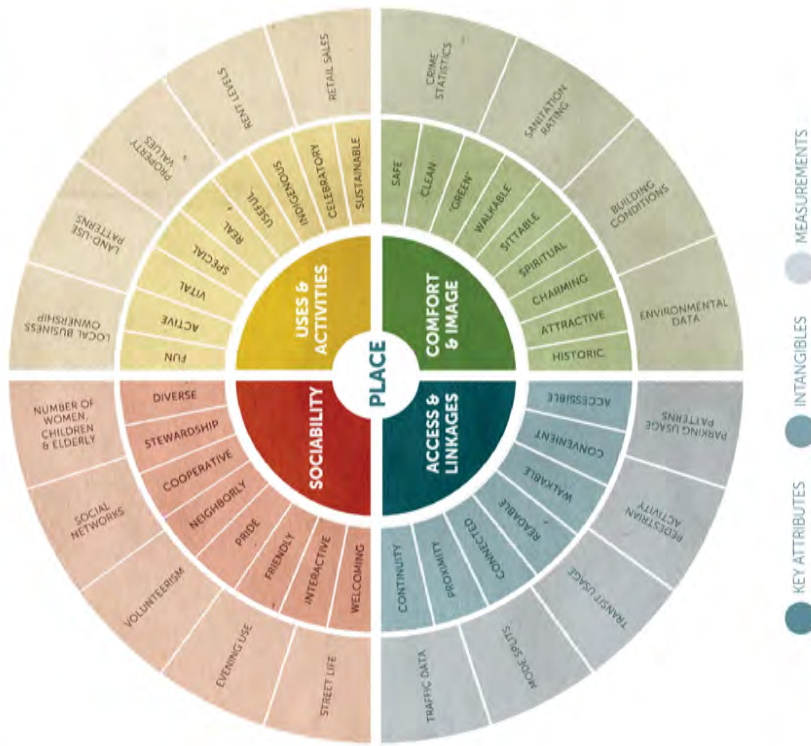 PLACE
SOCIABILITY
USES &
ACTIVITIES
ACCESS &
LINKAGES
COMFORT
& IMAGE
DIVERSE
STEWARDSHIP
COOPERATIVE
NEIGHBORLY
PRIDE
FRIENDLY
INTERACTIVE
WELCOMING
NUMBER OF
WOMEN,
CHILDREN
& ELDERLY
SOCIAL
NETWORKS
VOLUNTEERISM
EVENING USE
STREET LIFE
FUN
ACTIVE
VITAL
SPECIAL
REAL
USEFUL
INDIGENOUS
CELEBRATORY
SUSTAINABLE
LOCAL BUSINESS
OWNERSHIP
LAND-USE
PATTERNS
PROPERTY
VALUES
RENT LEVELS
RETAIL SALES
SAFE
CLEAN
'GREEN'
WALKABLE
SITTABLE
SPIRITUAL
CHARMING
ATTRACTIVE
HISTORIC
CRIME
STATISTICS
SANITATION
RATING
BUILDING
CONDITIONS
ENVIRONMENTAL
DATA
CONTINUITY
PROXIMITY
CONNECTED
READABLE
WALKABLE
CONVENIENT
ACCESSIBLE
TRAFFIC DATA
MODE SPLITS
TRANSIT USAGE
PEDESTRIAN
ACTIVITY
PARKING USAGE
PATTERNS
KEY ATTRIBUTES
INTANGIBLES
MEASUREMENTS